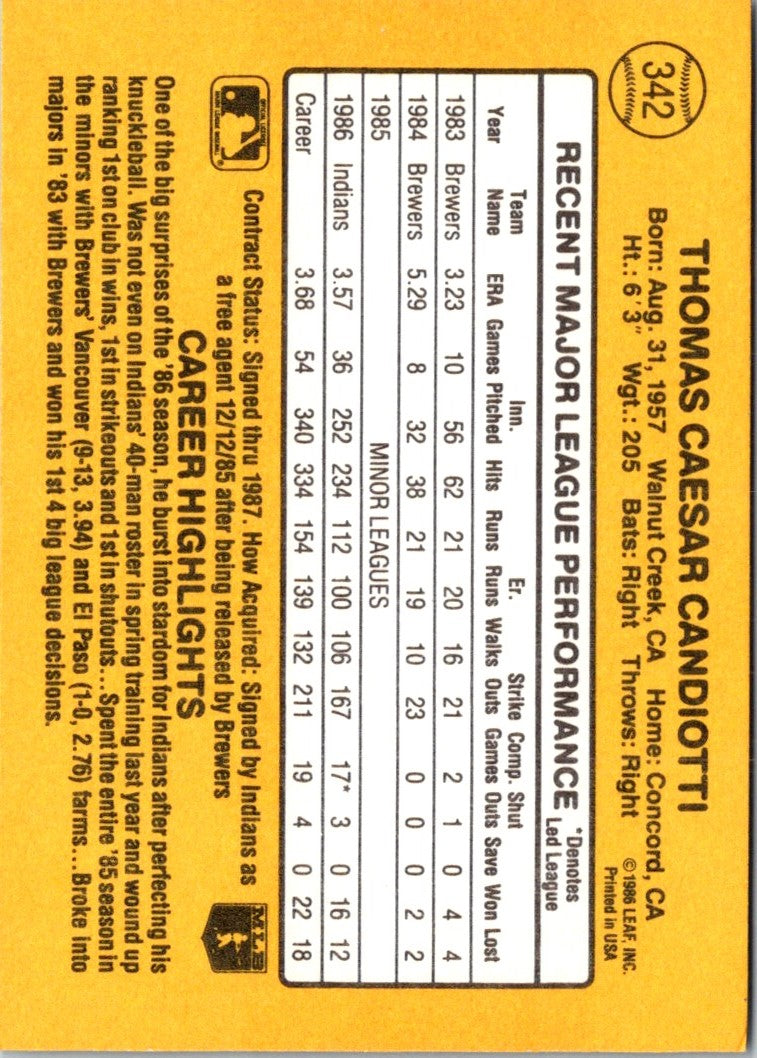 342
THOMAS CAESAR CANDIOTTI
Born: Aug. 31, 1957 Walnut Creek, CA Home: Concord, CA
Ht.: 6'3" Wgt.: 205 Bats: Right Throws: Right
© 1986 LEAF, INC.
Printed in USA
RECENT MAJOR LEAGUE PERFORMANCE
*Denotes
Led League
Team Inn. Er. Strike Comp. Shut
Year Name ERA Games Pitched Hits Runs Runs Walks Outs Games Outs Save Won Lost
1983 Brewers 3.23 10 56 62 21 20 16 21 2 1 0 4 4
1984 Brewers 5.29 8 32 38 21 19 10 23 0 0 0 2 2
1985 MINOR LEAGUES
1986 Indians 3.57 36 252 234 112 100 106 167 17* 3 0 16 12
Career 3.68 54 340 334 154 139 132 211 19 4 0 22 18
Contract Status: Signed thru 1987. How Acquired: Signed by Indians as
a free agent 12/12/85 after being released by Brewers
MLB
CAREER HIGHLIGHTS
One of the big surprises of the '86 season, he burst into stardom for Indians after perfecting his
knuckleball. Was not even on Indians' 40-man roster in spring training last year and wound up
ranking 1st on club in wins, 1st in strikeouts and 1st in shutouts... Spent the entire '85 season in
the minors with Brewers' Vancouver (9-13, 3.94) and El Paso (1-0, 2.76) farms... Broke into
majors in '83 with Brewers and won his 1st 4 big league decisions.